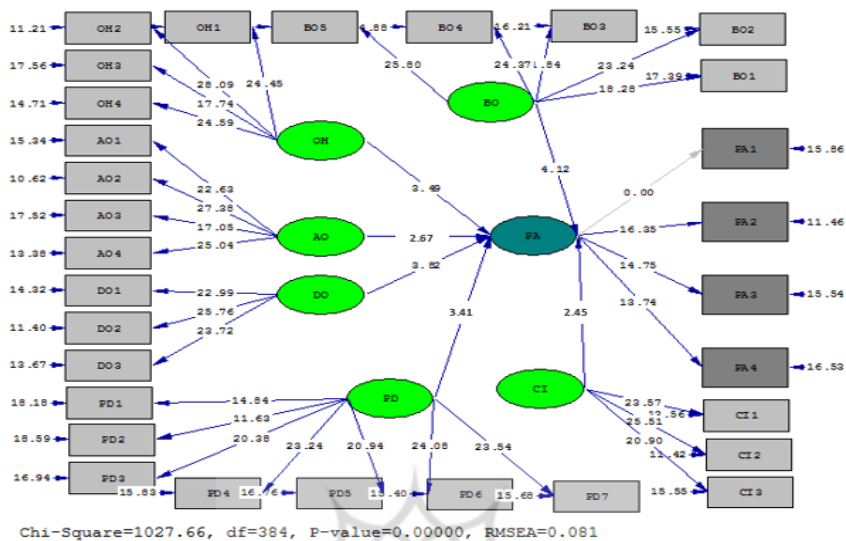 11.21 OH2 OH1 BO5 4.88 BO4 16.21 BO3 15.55 BO2
17.56 OH3 28.09 24.45 25.80 24.37 1.84 23.24 17.39 BO1
14.71 OH4 17.74 BO 18.28
24.59
15.34 AO1 OH PA1 15.86
10.62 AO2 22.63 3.49 4.12 0.00
27.38
17.52 AO3 17.05 AO 2.67 PA 16.35 PA2 11.46
13.38 AO4 25.04 3.82 14.75
14.32 DO1 22.99 DO 13.74 PA3 15.54
25.76
11.40 DO2 23.72 3.41 2.45
13.67 DO3 PA4 16.53
18.18 PD1 14.84 PD CI 23.57 CI1
11.63 25.51
18.59 PD2 20.38 20.90 11.42 CI2
23.24 20.94 24.08 23.54
16.94 PD3
15.83 PD4 PD5 18.40 PD6 15.68 PD7 15.55 CI3
Chi-Square=1027.66, df=384, P-value=0.00000, RMSEA=0.081